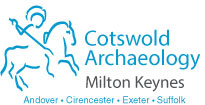 Cotswold
Archaeology
Milton Keynes
Andover • Cirencester • Exeter • Suffolk